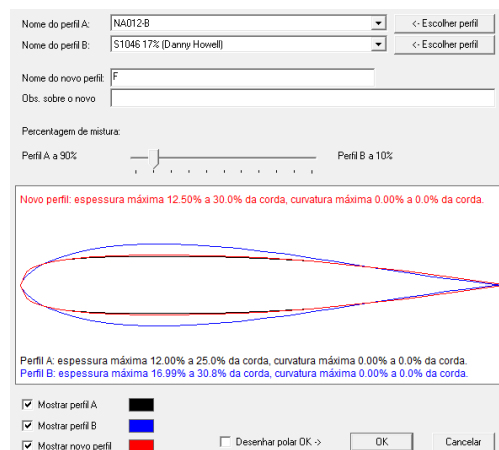 Nome do perfil A: NA012-B <- Escolher perfil
Nome do perfil B: S1046 17% (Danny Howell) <- Escolher perfil
Nome do novo perfil: F
Obs. sobre o novo
Percentagem de mistura:
Perfil A a 90% Perfil B a 10%
Novo perfil: espessura máxima 12.50% a 30.0% da corda, curvatura máxima 0.00% a 0.0% da corda.
Perfil A: espessura máxima 12.00% a 25.0% da corda, curvatura máxima 0.00% a 0.0% da corda.
Perfil B: espessura máxima 16.99% a 30.8% da corda, curvatura máxima 0.00% a 0.0% da corda.
Mostrar perfil A
Mostrar perfil B
Mostrar novo perfil Desenhar polar OK -> OK Cancelar